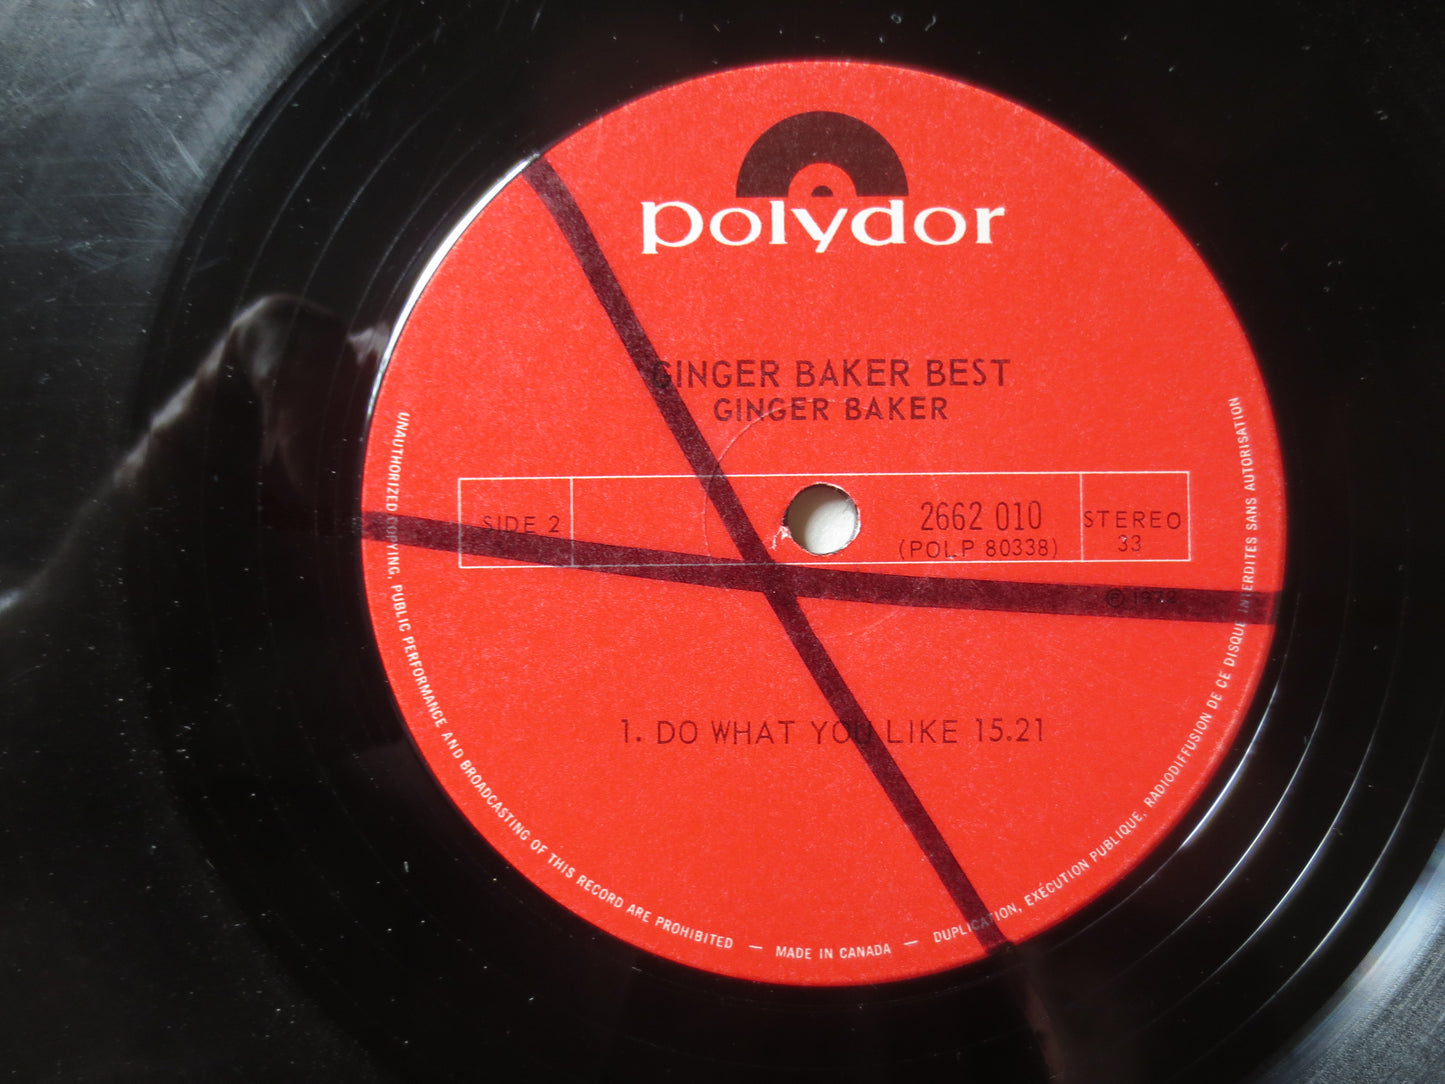 polydor
GINGER BAKER BEST
GINGER BAKER
SIDE 2
2662 010
(POLP 80338)
STEREO
33
1. DO WHAT YOU LIKE 15.21
UNAUTHORIZED COPYING, PUBLIC PERFORMANCE AND BROADCASTING OF THIS RECORD ARE PROHIBITED — MADE IN CANADA — DUPLICATION, EXÉCUTION PUBLIQUE, RADIODIFFUSION DE CE DISQUE INTERDITES SANS AUTORISATION